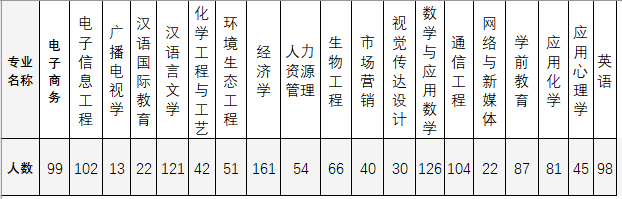 专业
名称
电子商务
电子信息工程
广播电视学
汉语国际教育
汉语言文学
化学工程与工艺
环境生态工程
经济学
人力
资源
管理
生物工程
市场营销
视觉传达设计
数学与应用数学
通信工程
网络与新媒体
学前教育
应用化学
应用心理学
英语
人数 99 102 13 22 121 42 51 161 54 66 40 30 126 104 22 87 81 45 98